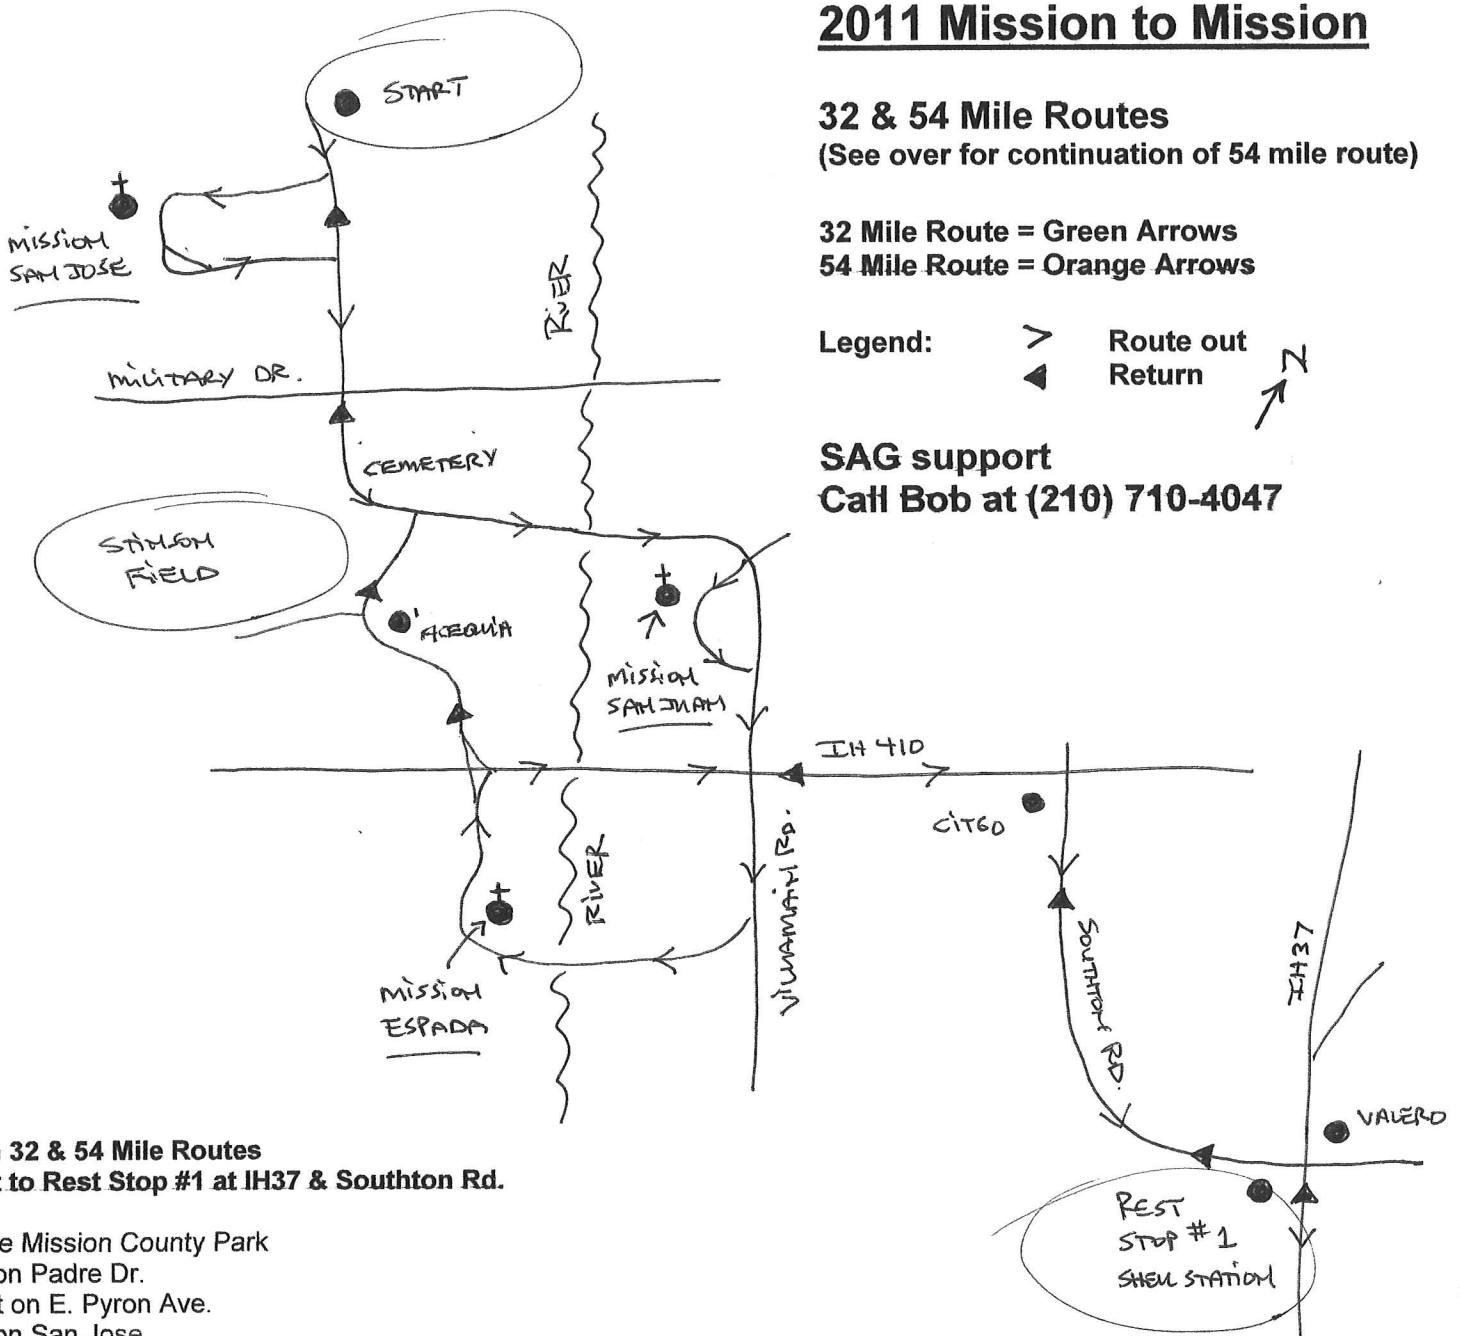 2011 Mission to Mission
32 & 54 Mile Routes
(See over for continuation of 54 mile route)
32 Mile Route = Green Arrows
54 Mile Route = Orange Arrows
Legend:
> Route out
◀ Return
N
SAG support
Call Bob at (210) 710-4047
START
MISSION
SAN JOSE
RIVER
MILITARY DR.
CEMETERY
STINSON
FIELD
ACEQUIA
MISSION
SAN JUAN
IH 410
CITGO
RIVER
VILLAMAIN RD.
SOUTHTON RD.
IH37
MISSION
ESPADA
VALERO
REST
STOP #1
SHELL STATION
32 & 54 Mile Routes
to Rest Stop #1 at IH37 & Southton Rd.
e Mission County Park
on Padre Dr.
t on E. Pyron Ave.
on San Jose